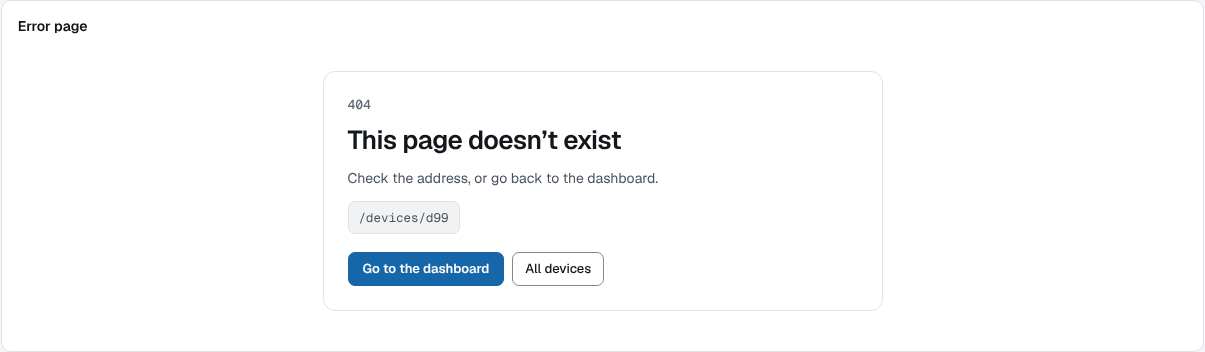 Error page
404
This page doesn’t exist
Check the address, or go back to the dashboard.
/devices/d99
Go to the dashboard
All devices